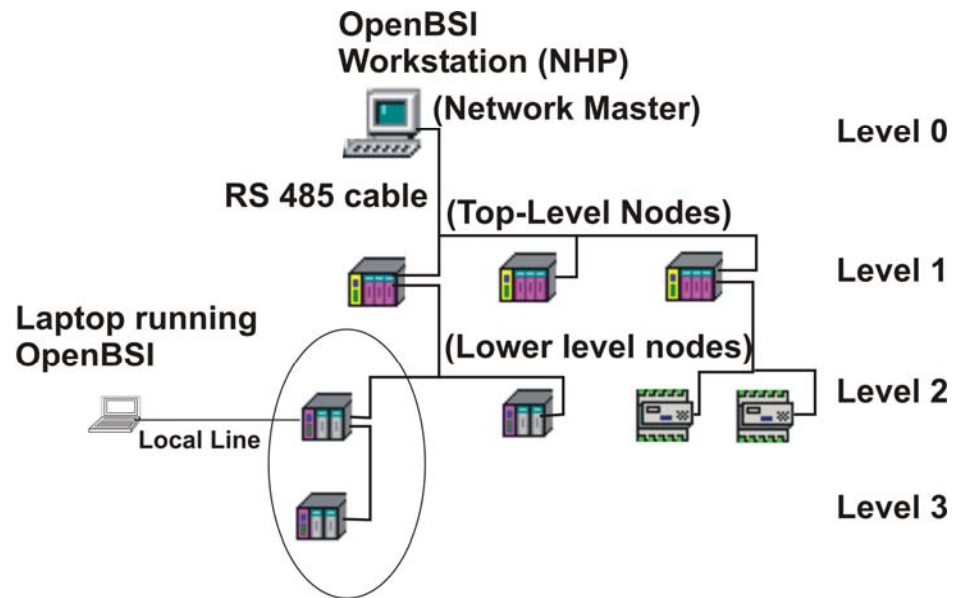 OpenBSI
Workstation (NHP)
(Network Master)
Level 0
RS 485 cable
(Top-Level Nodes)
Level 1
Laptop running
OpenBSI
(Lower level nodes)
Level 2
Local Line
Level 3